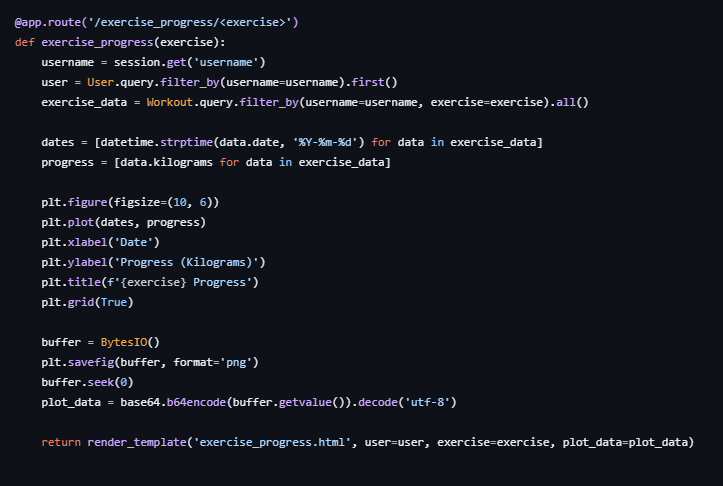 @app.route('/exercise_progress/<exercise>')
def exercise_progress(exercise):
    username = session.get('username')
    user = User.query.filter_by(username=username).first()
    exercise_data = Workout.query.filter_by(username=username, exercise=exercise).all()

    dates = [datetime.strptime(data.date, '%Y-%m-%d') for data in exercise_data]
    progress = [data.kilograms for data in exercise_data]

    plt.figure(figsize=(10, 6))
    plt.plot(dates, progress)
    plt.xlabel('Date')
    plt.ylabel('Progress (Kilograms)')
    plt.title(f'{exercise} Progress')
    plt.grid(True)

    buffer = BytesIO()
    plt.savefig(buffer, format='png')
    buffer.seek(0)
    plot_data = base64.b64encode(buffer.getvalue()).decode('utf-8')

    return render_template('exercise_progress.html', user=user, exercise=exercise, plot_data=plot_data)